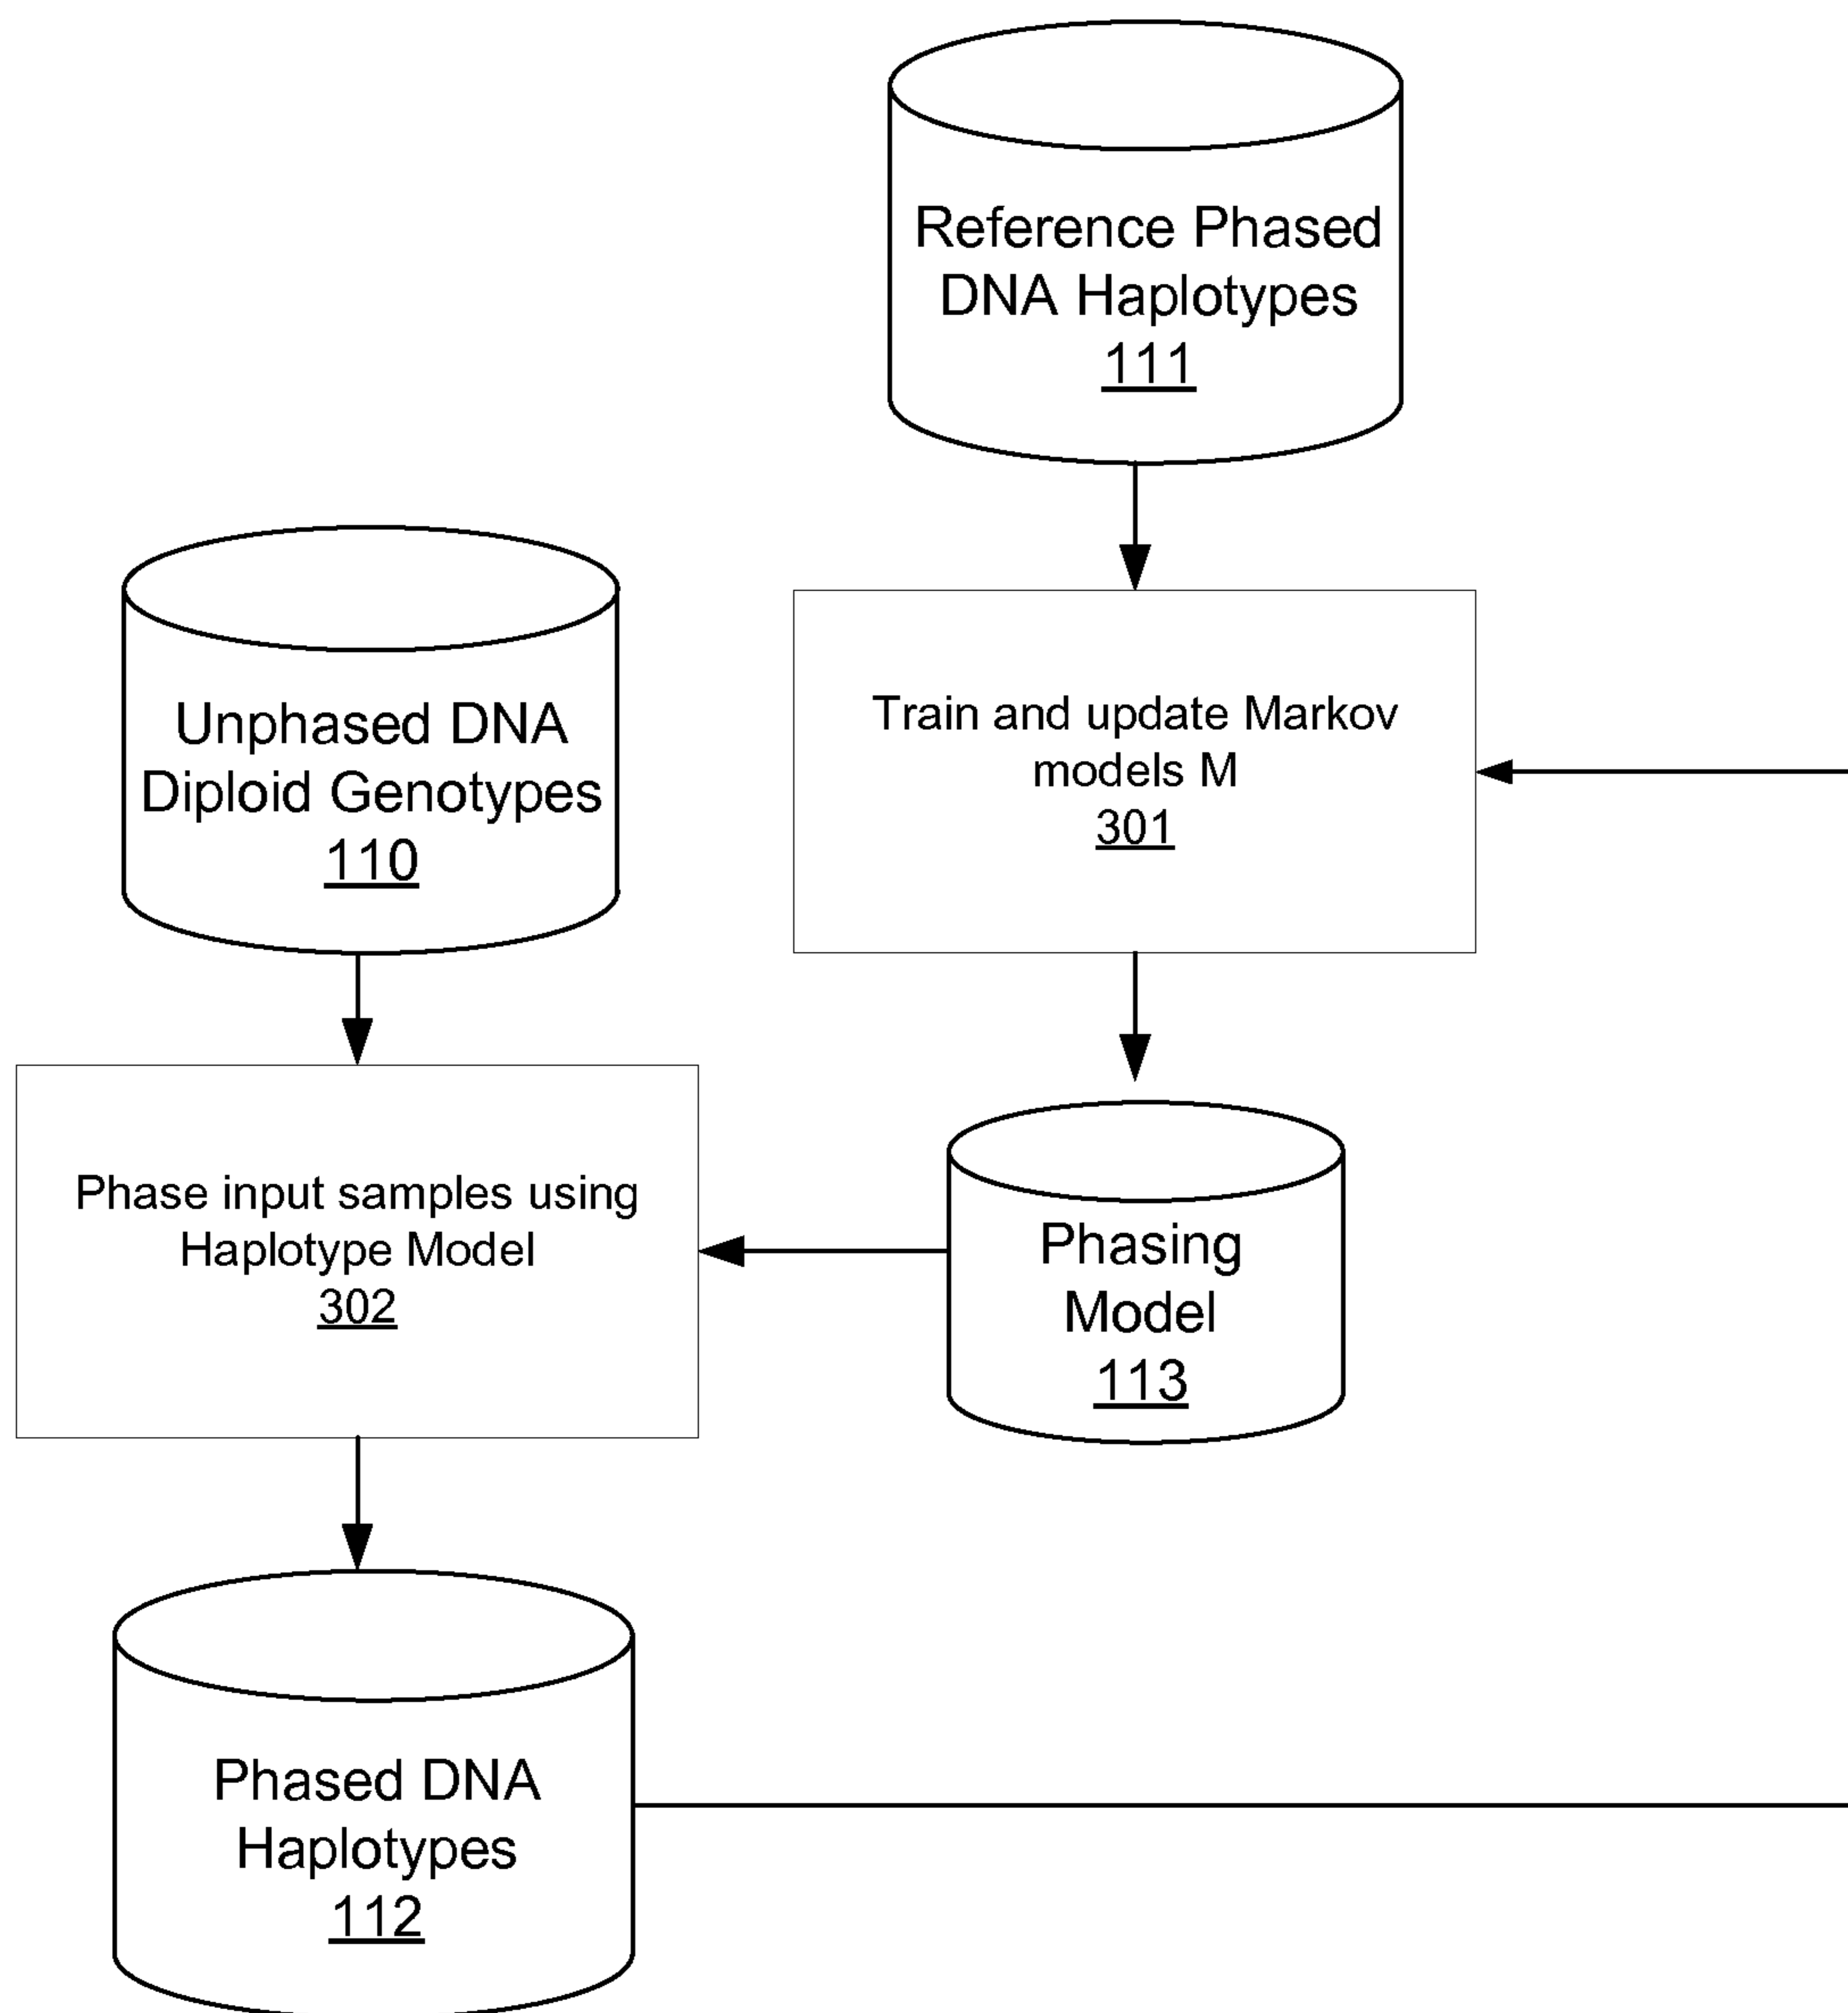 Reference Phased
DNA Haplotypes
111
Unphased DNA
Diploid Genotypes
110
Train and update Markov
models M
301
Phase input samples using
Haplotype Model
302
Phasing
Model
113
Phased DNA
Haplotypes
112